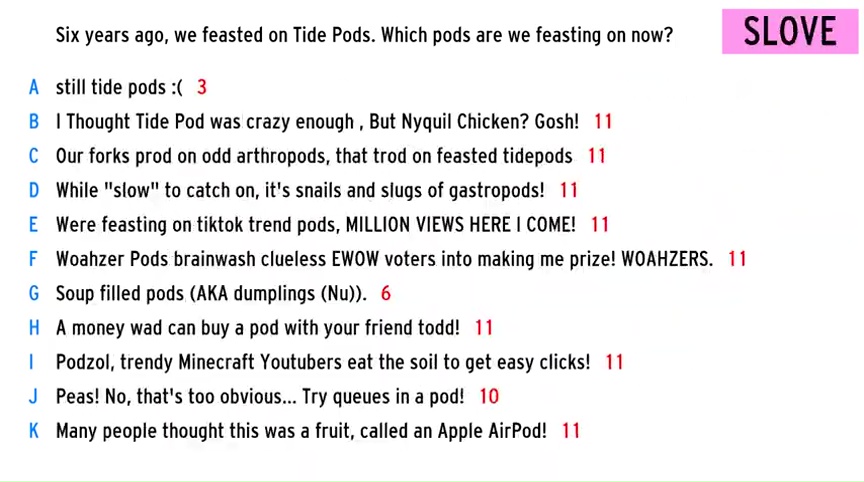 Six years ago, we feasted on Tide Pods. Which pods are we feasting on now?
SLOVE
A still tide pods :( 3
B I Thought Tide Pod was crazy enough , But Nyquil Chicken? Gosh! 11
C Our forks prod on odd arthropods, that trod on feasted tidepods 11
D While "slow" to catch on, it's snails and slugs of gastropods! 11
E Were feasting on tiktok trend pods, MILLION VIEWS HERE I COME! 11
F Woahzer Pods brainwash clueless EWOW voters into making me prize! WOAHZERS. 11
G Soup filled pods (AKA dumplings (Nu)). 6
H A money wad can buy a pod with your friend todd! 11
I Podzol, trendy Minecraft Youtubers eat the soil to get easy clicks! 11
J Peas! No, that's too obvious... Try queues in a pod! 10
K Many people thought this was a fruit, called an Apple AirPod! 11